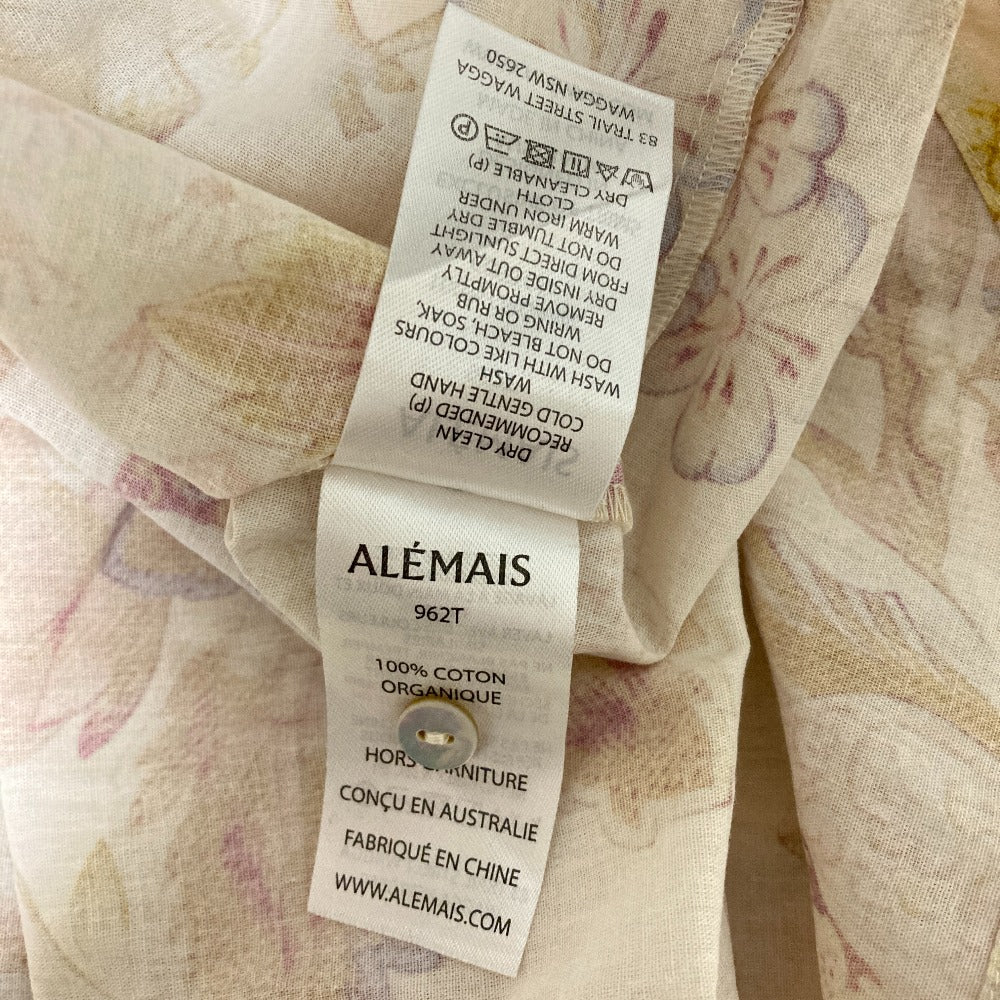 DRY CLEAN
RECOMMENDED (P)
COLD GENTLE HAND
WASH
WASH WITH LIKE COLOURS
DO NOT BLEACH, SOAK,
WRING OR RUB
REMOVE PROMPTLY
DRY INSIDE OUT AWAY
FROM DIRECT SUNLIGHT
DO NOT TUMBLE DRY
WARM IRON UNDER
CLOTH
DRY CLEANABLE (P)
P
83 TRAIL STREET WAGGA
WAGGA NSW 2650
ALÉMAIS
962T
100% COTON
ORGANIQUE
HORS GARNITURE
CONÇU EN AUSTRALIE
FABRIQUÉ EN CHINE
WWW.ALEMAIS.COM